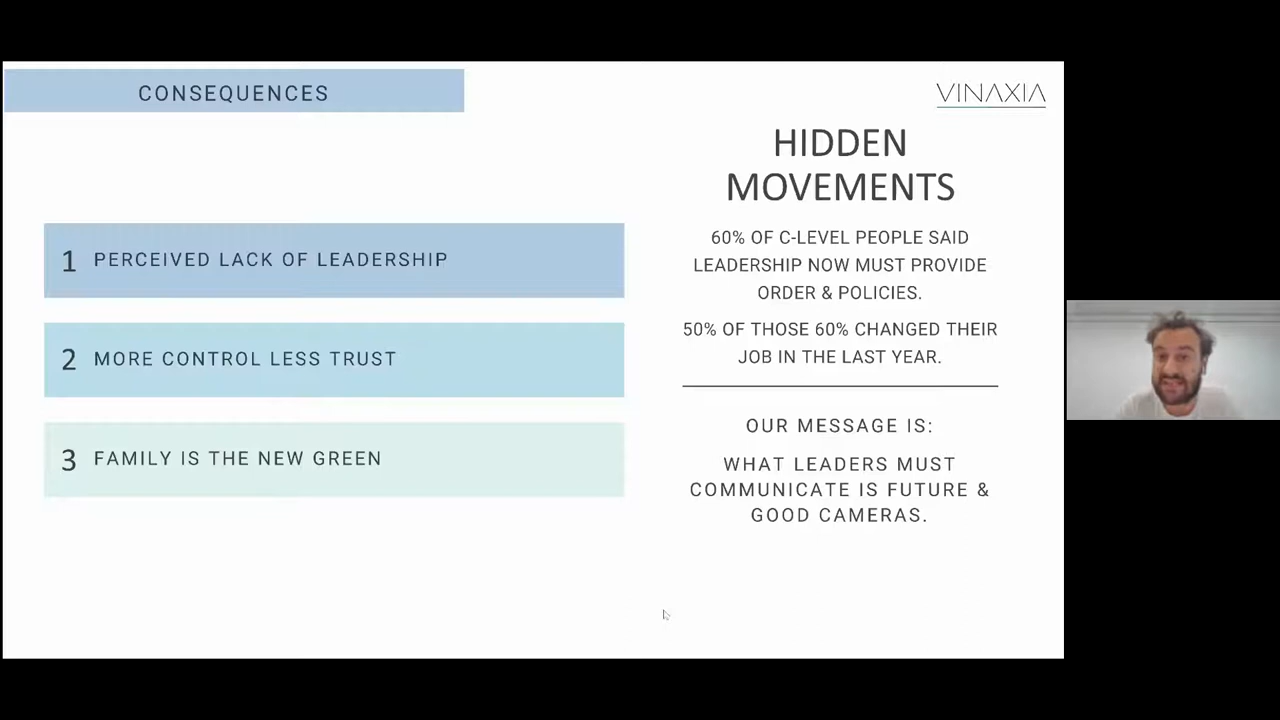 CONSEQUENCES
VINAXIA
HIDDEN
MOVEMENTS
1 PERCEIVED LACK OF LEADERSHIP
2 MORE CONTROL LESS TRUST
3 FAMILY IS THE NEW GREEN
60% OF C-LEVEL PEOPLE SAID
LEADERSHIP NOW MUST PROVIDE
ORDER & POLICIES.
50% OF THOSE 60% CHANGED THEIR
JOB IN THE LAST YEAR.
OUR MESSAGE IS:
WHAT LEADERS MUST
COMMUNICATE IS FUTURE &
GOOD CAMERAS.